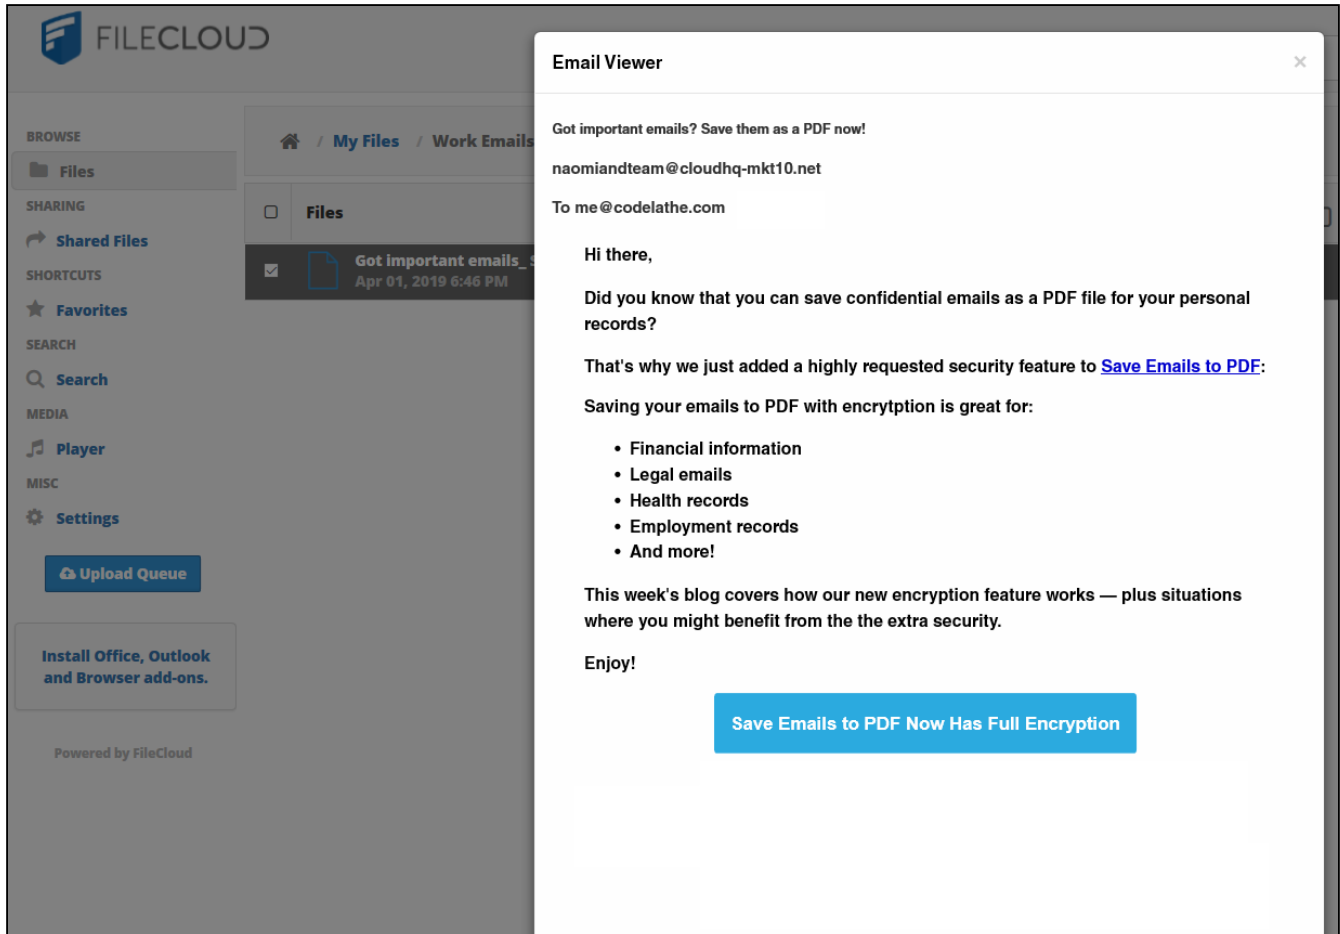 FILECLOUD
BROWSE
Files
SHARING
Shared Files
SHORTCUTS
Favorites
SEARCH
Search
MEDIA
Player
MISC
Settings
Upload Queue
Install Office, Outlook
and Browser add-ons.
Powered by FileCloud
/ My Files / Work Emails
Files
Got important emails_ S
Apr 01, 2019 6:46 PM
Email Viewer ×
Got important emails? Save them as a PDF now!
naomiandteam@cloudhq-mkt10.net
To me@codelathe.com
Hi there,
Did you know that you can save confidential emails as a PDF file for your personal
records?
That's why we just added a highly requested security feature to Save Emails to PDF:
Saving your emails to PDF with encrytption is great for:
• Financial information
• Legal emails
• Health records
• Employment records
• And more!
This week's blog covers how our new encryption feature works — plus situations
where you might benefit from the the extra security.
Enjoy!
Save Emails to PDF Now Has Full Encryption